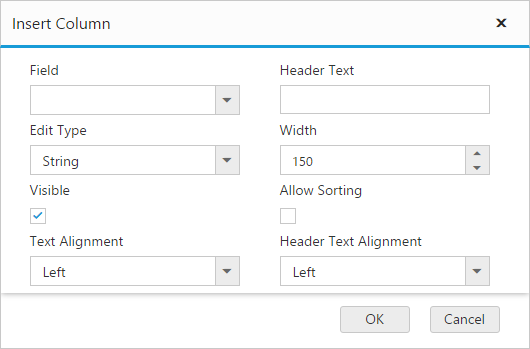 Insert Column
Field Header Text
Edit Type Width
String 150
Visible Allow Sorting
Text Alignment Header Text Alignment
Left Left
OK Cancel